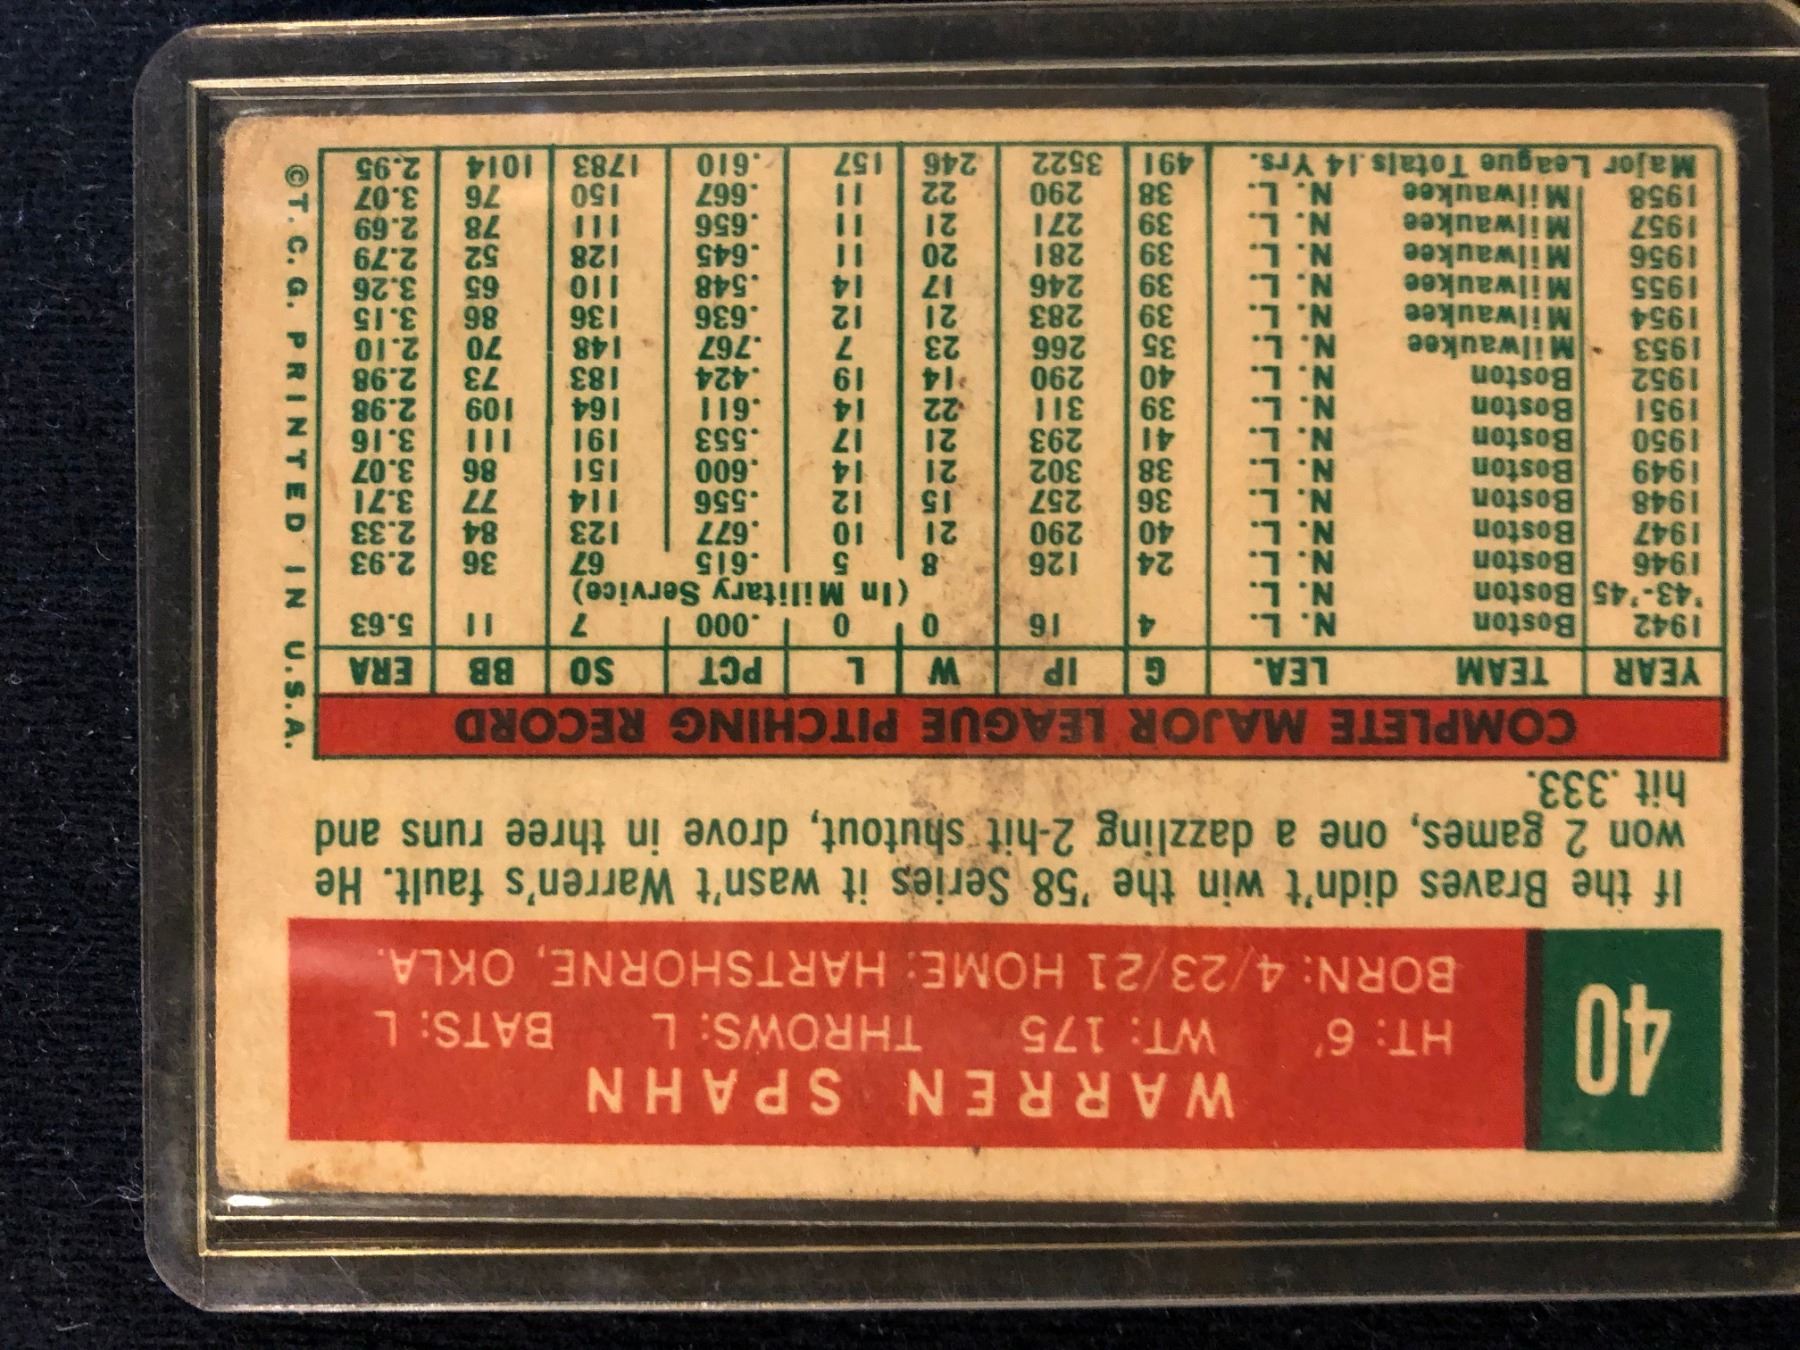 40
WARREN SPAHN
HT: 6' WT: 175 THROWS: L BATS: L
BORN: 4/23/21 HOME: HARTSHORNE, OKLA.
If the Braves didn't win the '58 Series it wasn't Warren's fault. He
won 2 games, one a dazzling 2-hit shutout, drove in three runs and
hit .333.
COMPLETE MAJOR LEAGUE PITCHING RECORD
YEAR TEAM LEA. G IP W L PCT SO BB ERA
1942 Boston N. L. 4 16 0 0 .000 7 11 5.63
'43-'45 Boston N. L. (In Military Service)
1946 Boston N. L. 24 126 8 5 .615 67 36 2.93
1947 Boston N. L. 40 290 21 10 .677 123 84 2.33
1948 Boston N. L. 36 257 15 12 .556 114 77 3.71
1949 Boston N. L. 38 302 21 14 .600 151 86 3.07
1950 Boston N. L. 41 293 21 17 .553 191 111 3.16
1951 Boston N. L. 39 311 22 14 .611 164 109 2.98
1952 Boston N. L. 40 290 14 19 .424 183 73 2.98
1953 Milwaukee N. L. 35 266 23 7 .767 148 70 2.10
1954 Milwaukee N. L. 39 283 21 12 .636 136 86 3.15
1955 Milwaukee N. L. 39 246 17 14 .548 110 65 3.26
1956 Milwaukee N. L. 39 281 20 11 .645 128 52 2.79
1957 Milwaukee N. L. 39 271 21 11 .656 111 78 2.69
1958 Milwaukee N. L. 38 290 22 11 .667 150 76 3.07
Major League Totals. 14 Yrs. 491 3522 246 157 .610 1783 1014 2.95
©T. C. G. PRINTED IN U.S.A.